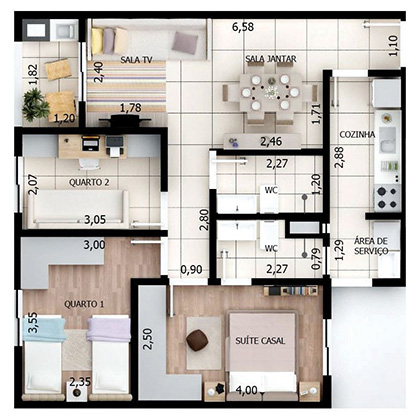 6,58
1,10
SALA TV
SALA JANTAR
1,82
2,40
1,78
1,20
1,71
2,46
COZINHA
2,88
2,07
QUARTO 2
3,05
2,27
WC
1,20
2,80
3,00
WC
0,79
2,27
0,90
1,29
ÁREA DE
SERVIÇO
QUARTO 1
3,55
2,35
2,50
SUÍTE CASAL
4,00